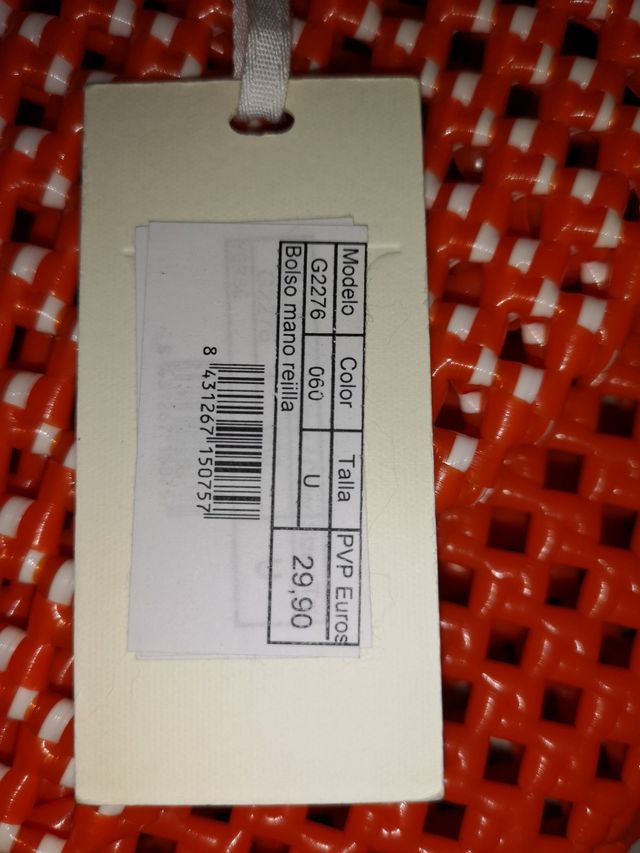 Modelo Color Talla PVP Euros
G2276 060 U 29,90
Bolso mano rejilla
8 431267 150757